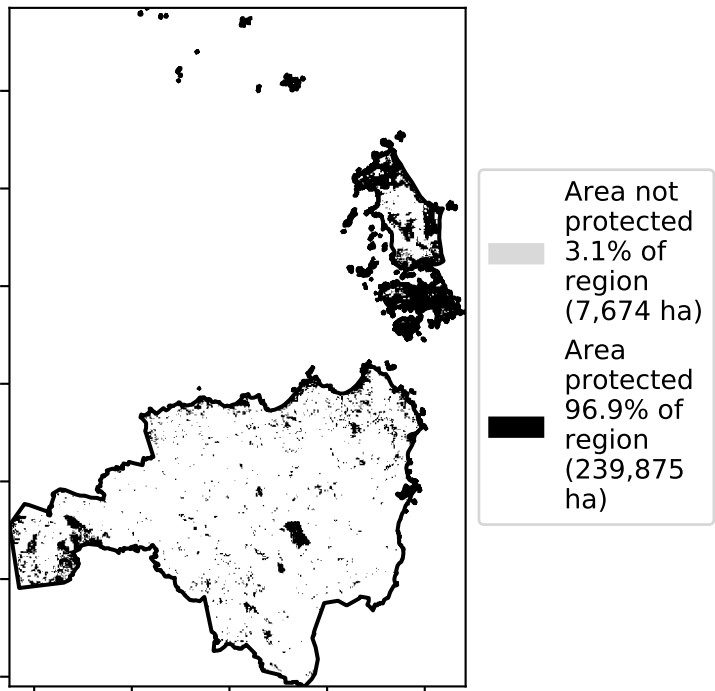 Area not
protected
3.1% of
region
(7,674 ha)
Area
protected
96.9% of
region
(239,875
ha)